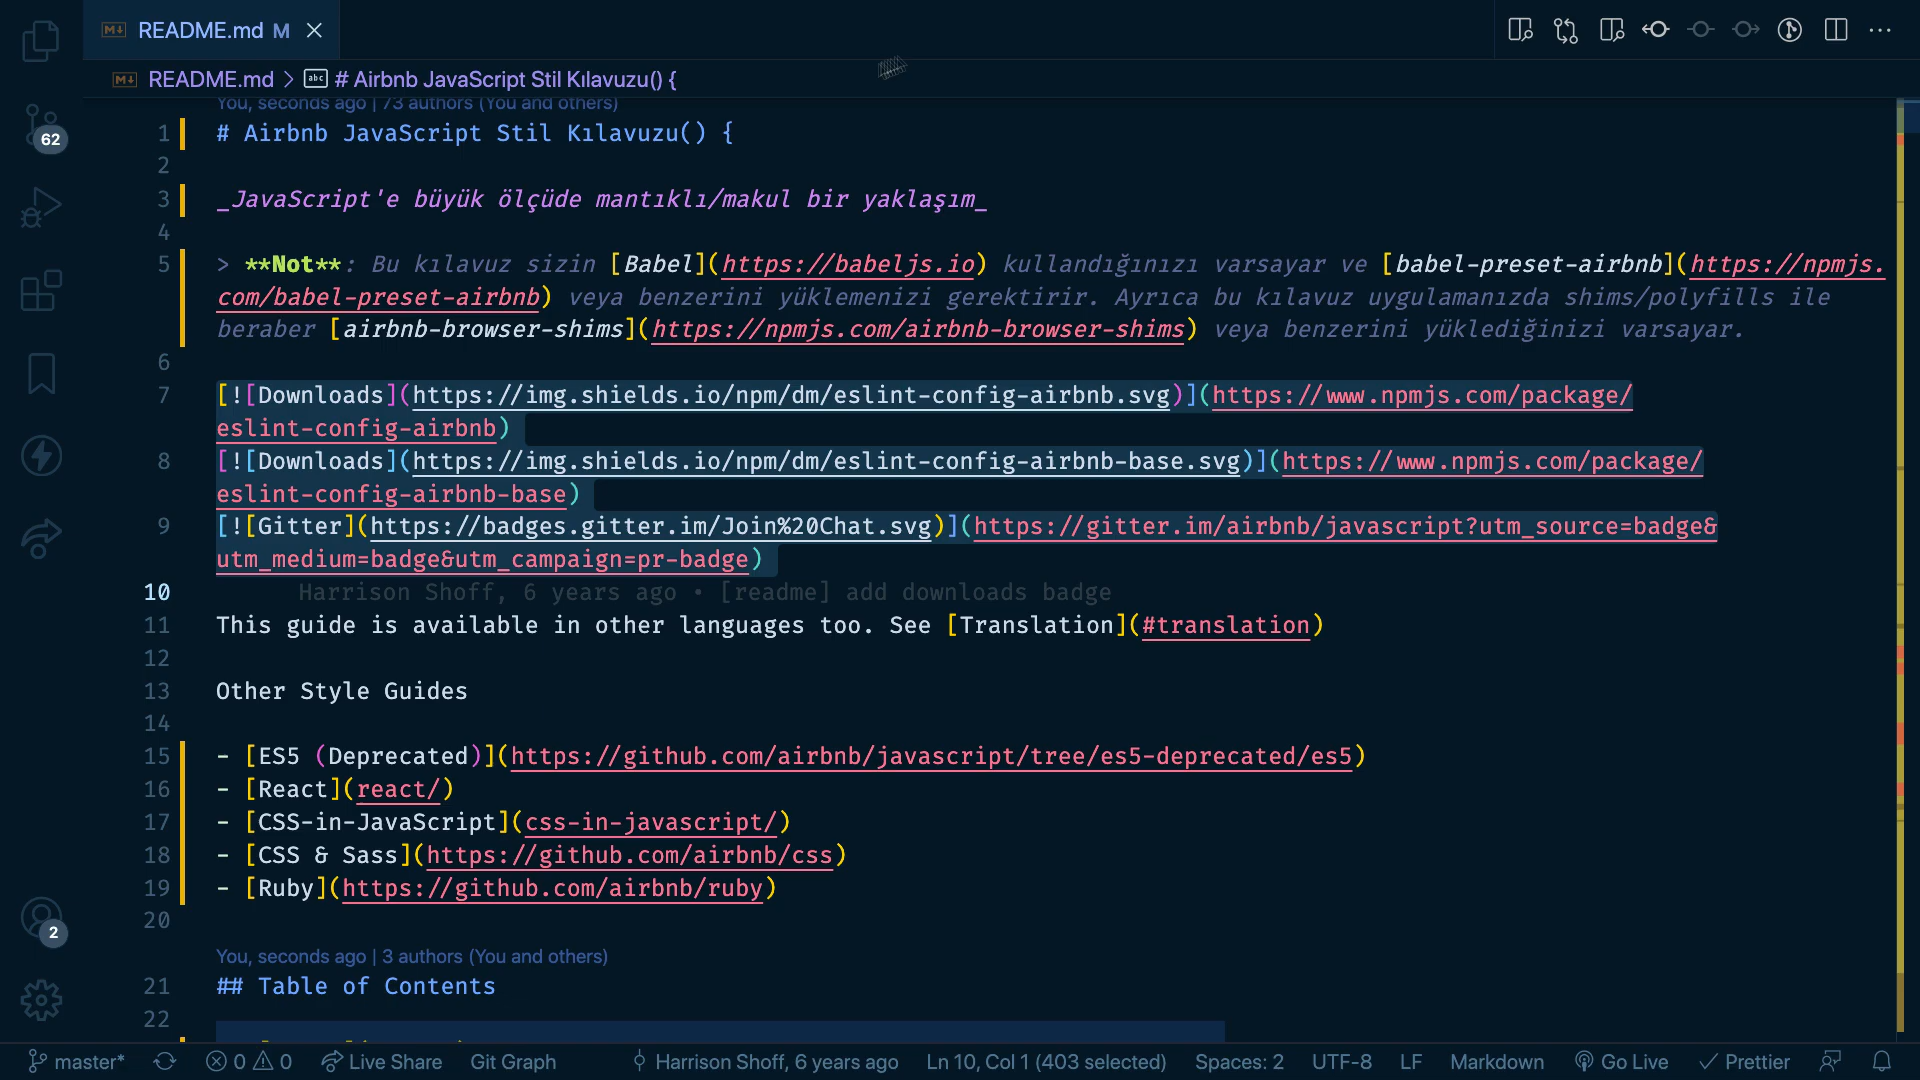 README.md M
README.md > # Airbnb JavaScript Stil Kılavuzu() {
You, seconds ago | 73 authors (You and others)
1 # Airbnb JavaScript Stil Kılavuzu() {
2
3 _JavaScript'e büyük ölçüde mantıklı/makul bir yaklaşım_
4
5 > **Not**: Bu kılavuz sizin [Babel](https://babeljs.io) kullandığınızı varsayar ve [babel-preset-airbnb](https://npmjs.
com/babel-preset-airbnb) veya benzerini yüklemenizi gerektirir. Ayrıca bu kılavuz uygulamanızda shims/polyfills ile
beraber [airbnb-browser-shims](https://npmjs.com/airbnb-browser-shims) veya benzerini yüklediğinizi varsayar.
6
7 [![Downloads](https://img.shields.io/npm/dm/eslint-config-airbnb.svg)](https://www.npmjs.com/package/
eslint-config-airbnb)
8 [![Downloads](https://img.shields.io/npm/dm/eslint-config-airbnb-base.svg)](https://www.npmjs.com/package/
eslint-config-airbnb-base)
9 [![Gitter](https://badges.gitter.im/Join%20Chat.svg)](https://gitter.im/airbnb/javascript?utm_source=badge&
utm_medium=badge&utm_campaign=pr-badge)
10 Harrison Shoff, 6 years ago • [readme] add downloads badge
11 This guide is available in other languages too. See [Translation](#translation)
12
13 Other Style Guides
14
15 - [ES5 (Deprecated)](https://github.com/airbnb/javascript/tree/es5-deprecated/es5)
16 - [React](react/)
17 - [CSS-in-JavaScript](css-in-javascript/)
18 - [CSS & Sass](https://github.com/airbnb/css)
19 - [Ruby](https://github.com/airbnb/ruby)
20
You, seconds ago | 3 authors (You and others)
21 ## Table of Contents
22
62
2
master* 0 0 Live Share Git Graph Harrison Shoff, 6 years ago Ln 10, Col 1 (403 selected) Spaces: 2 UTF-8 LF Markdown Go Live Prettier